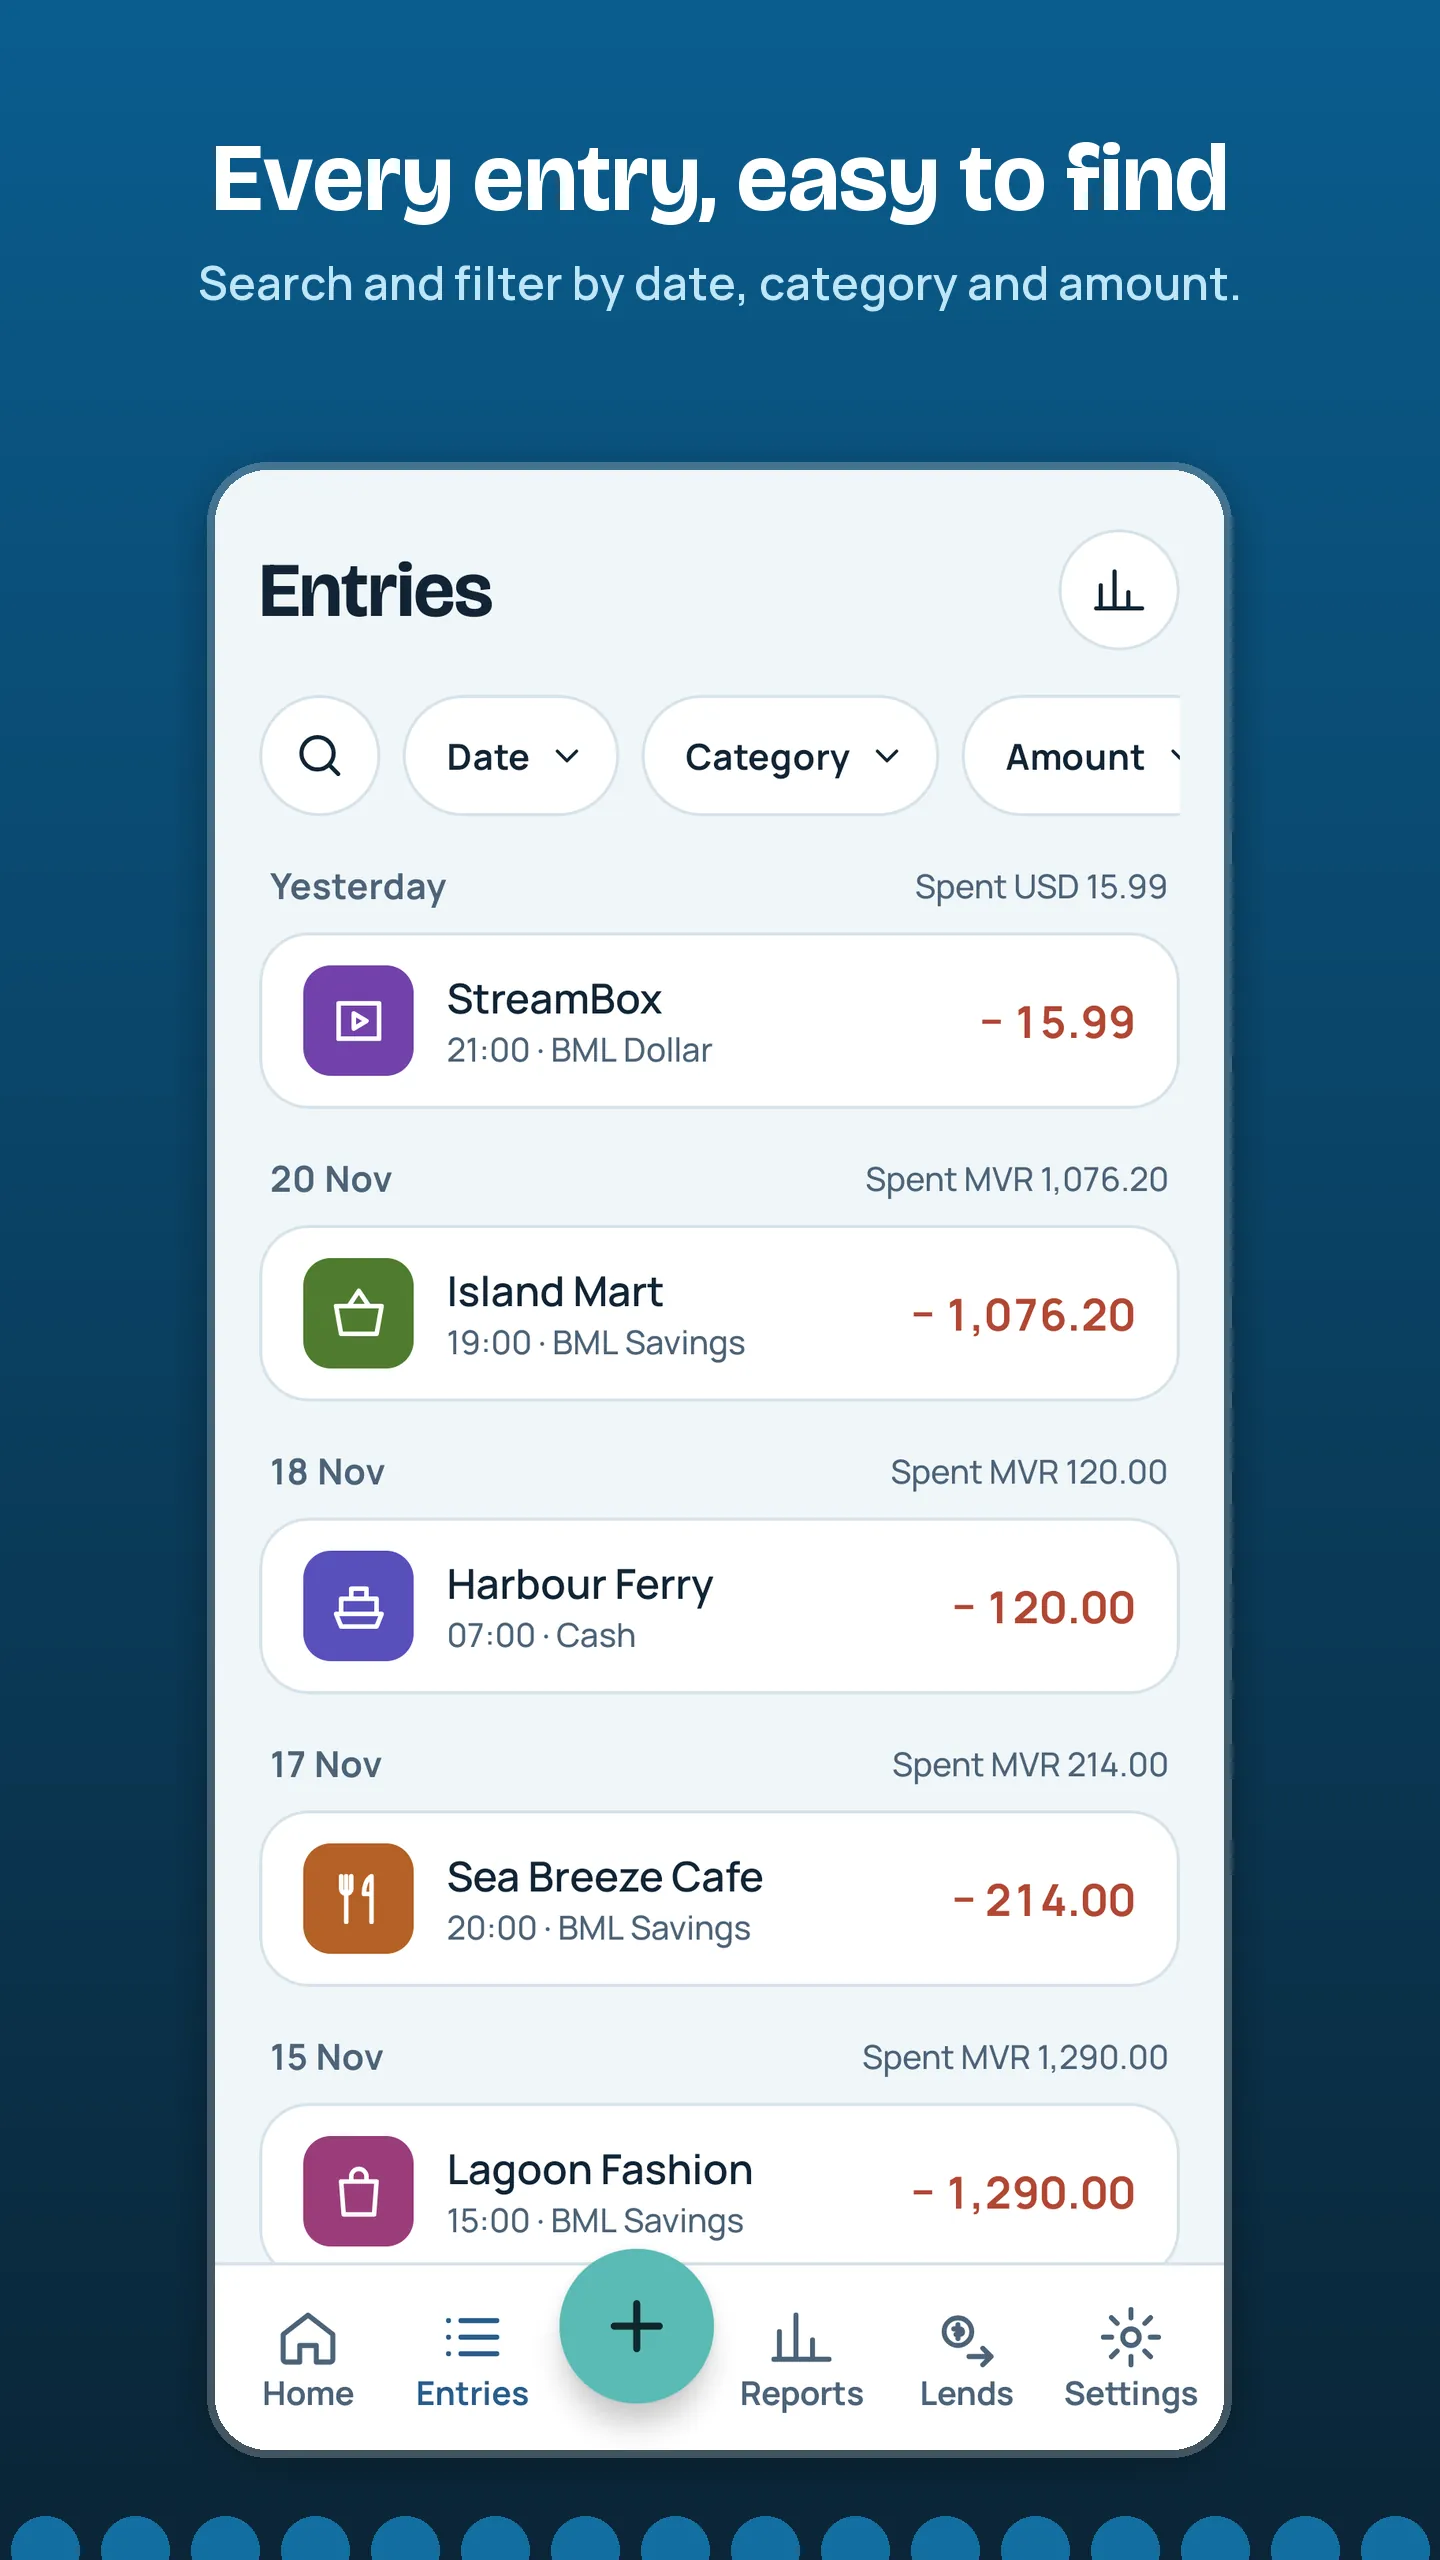 Every entry, easy to find
Search and filter by date, category and amount.
Entries
Date Category Amount
Yesterday Spent USD 15.99
StreamBox
21:00 · BML Dollar
− 15.99
20 Nov Spent MVR 1,076.20
Island Mart
19:00 · BML Savings
− 1,076.20
18 Nov Spent MVR 120.00
Harbour Ferry
07:00 · Cash
− 120.00
17 Nov Spent MVR 214.00
Sea Breeze Cafe
20:00 · BML Savings
− 214.00
15 Nov Spent MVR 1,290.00
Lagoon Fashion
15:00 · BML Savings
− 1,290.00
Home Entries Reports Lends Settings